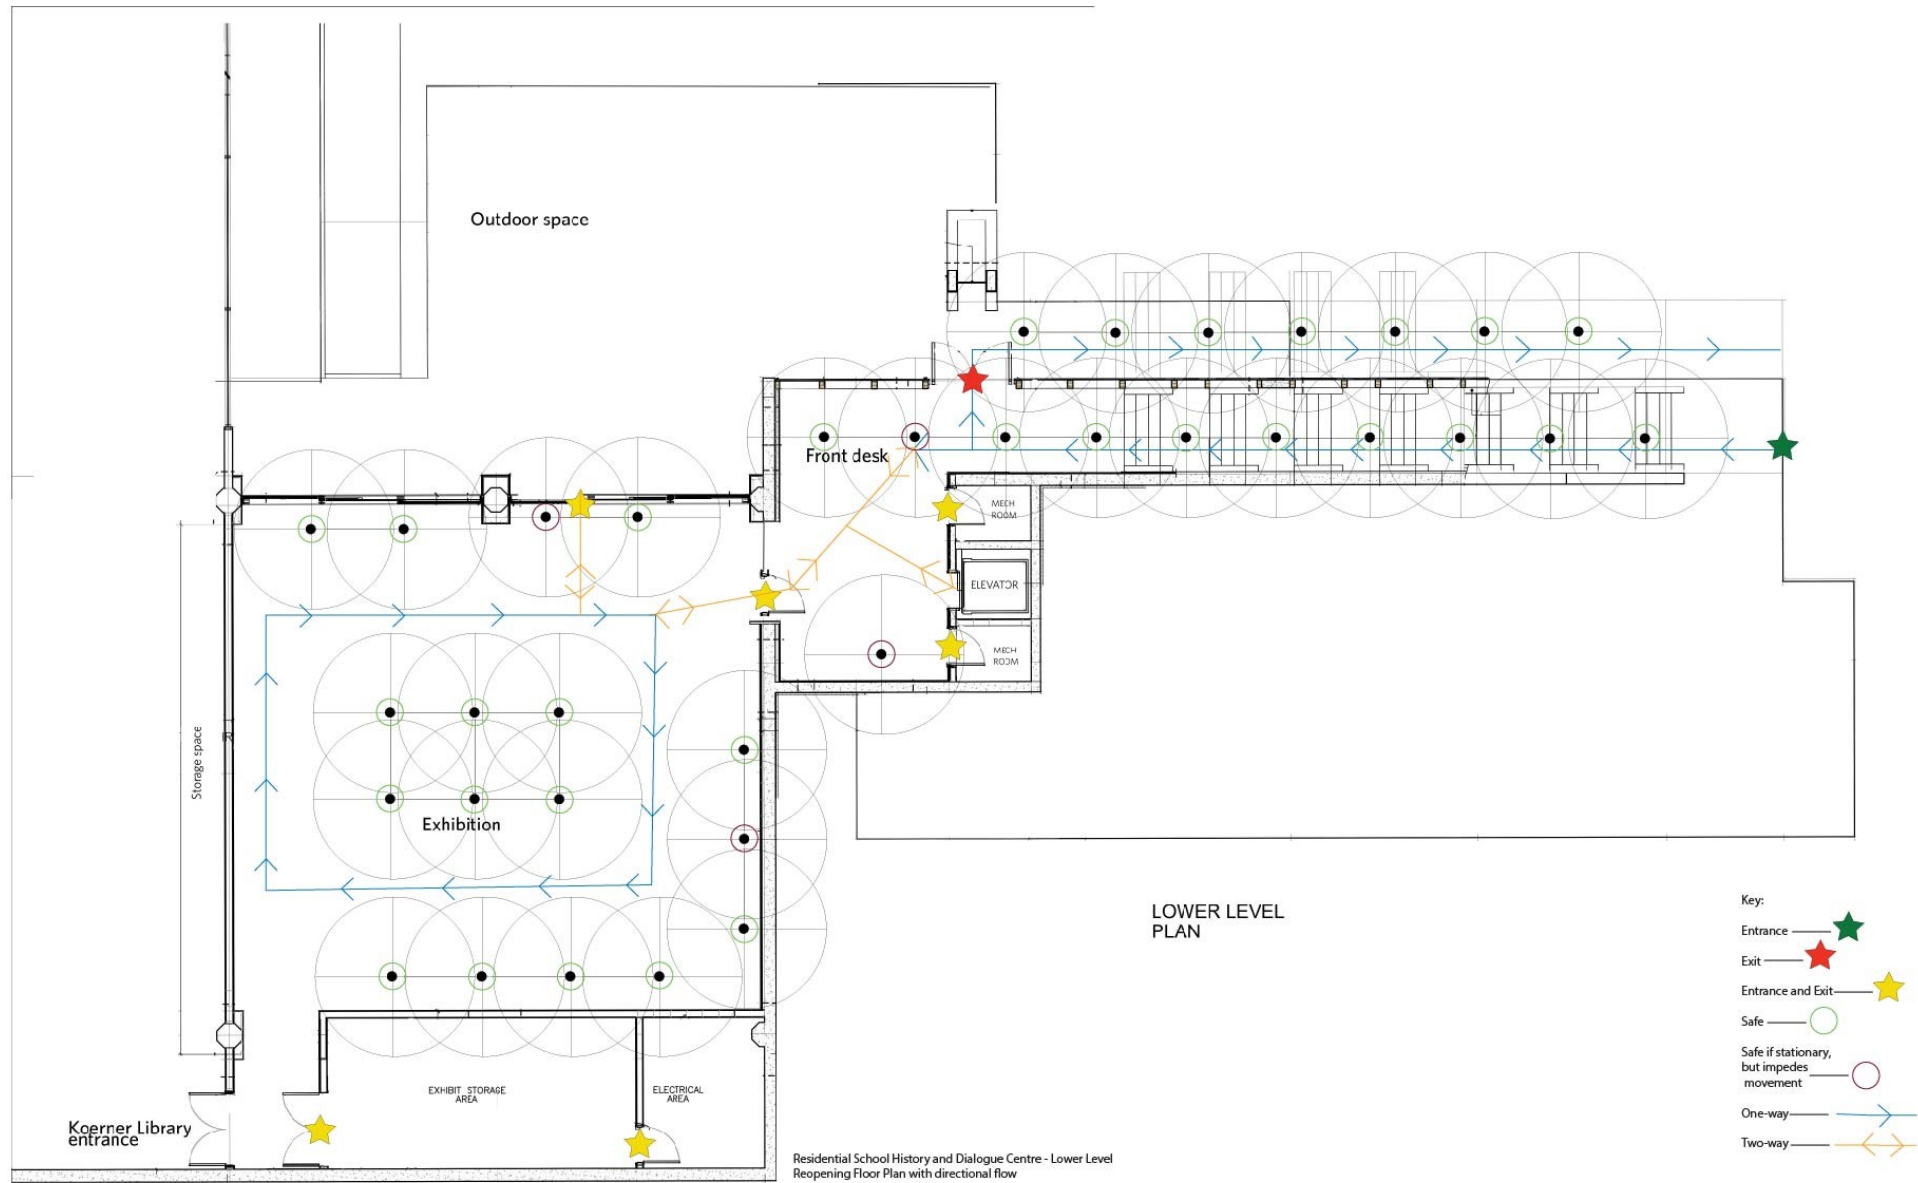 Outdoor space
Front desk
MECH
ROOM
ELEVATOR
MECH
ROOM
Storage space
Exhibition
LOWER LEVEL
PLAN
Key:
Entrance
Exit
Entrance and Exit
Safe
Safe if stationary,
but impedes
movement
One-way
Two-way
EXHIBIT STORAGE
AREA
ELECTRICAL
AREA
Koerner Library
entrance
Residential School History and Dialogue Centre - Lower Level
Reopening Floor Plan with directional flow